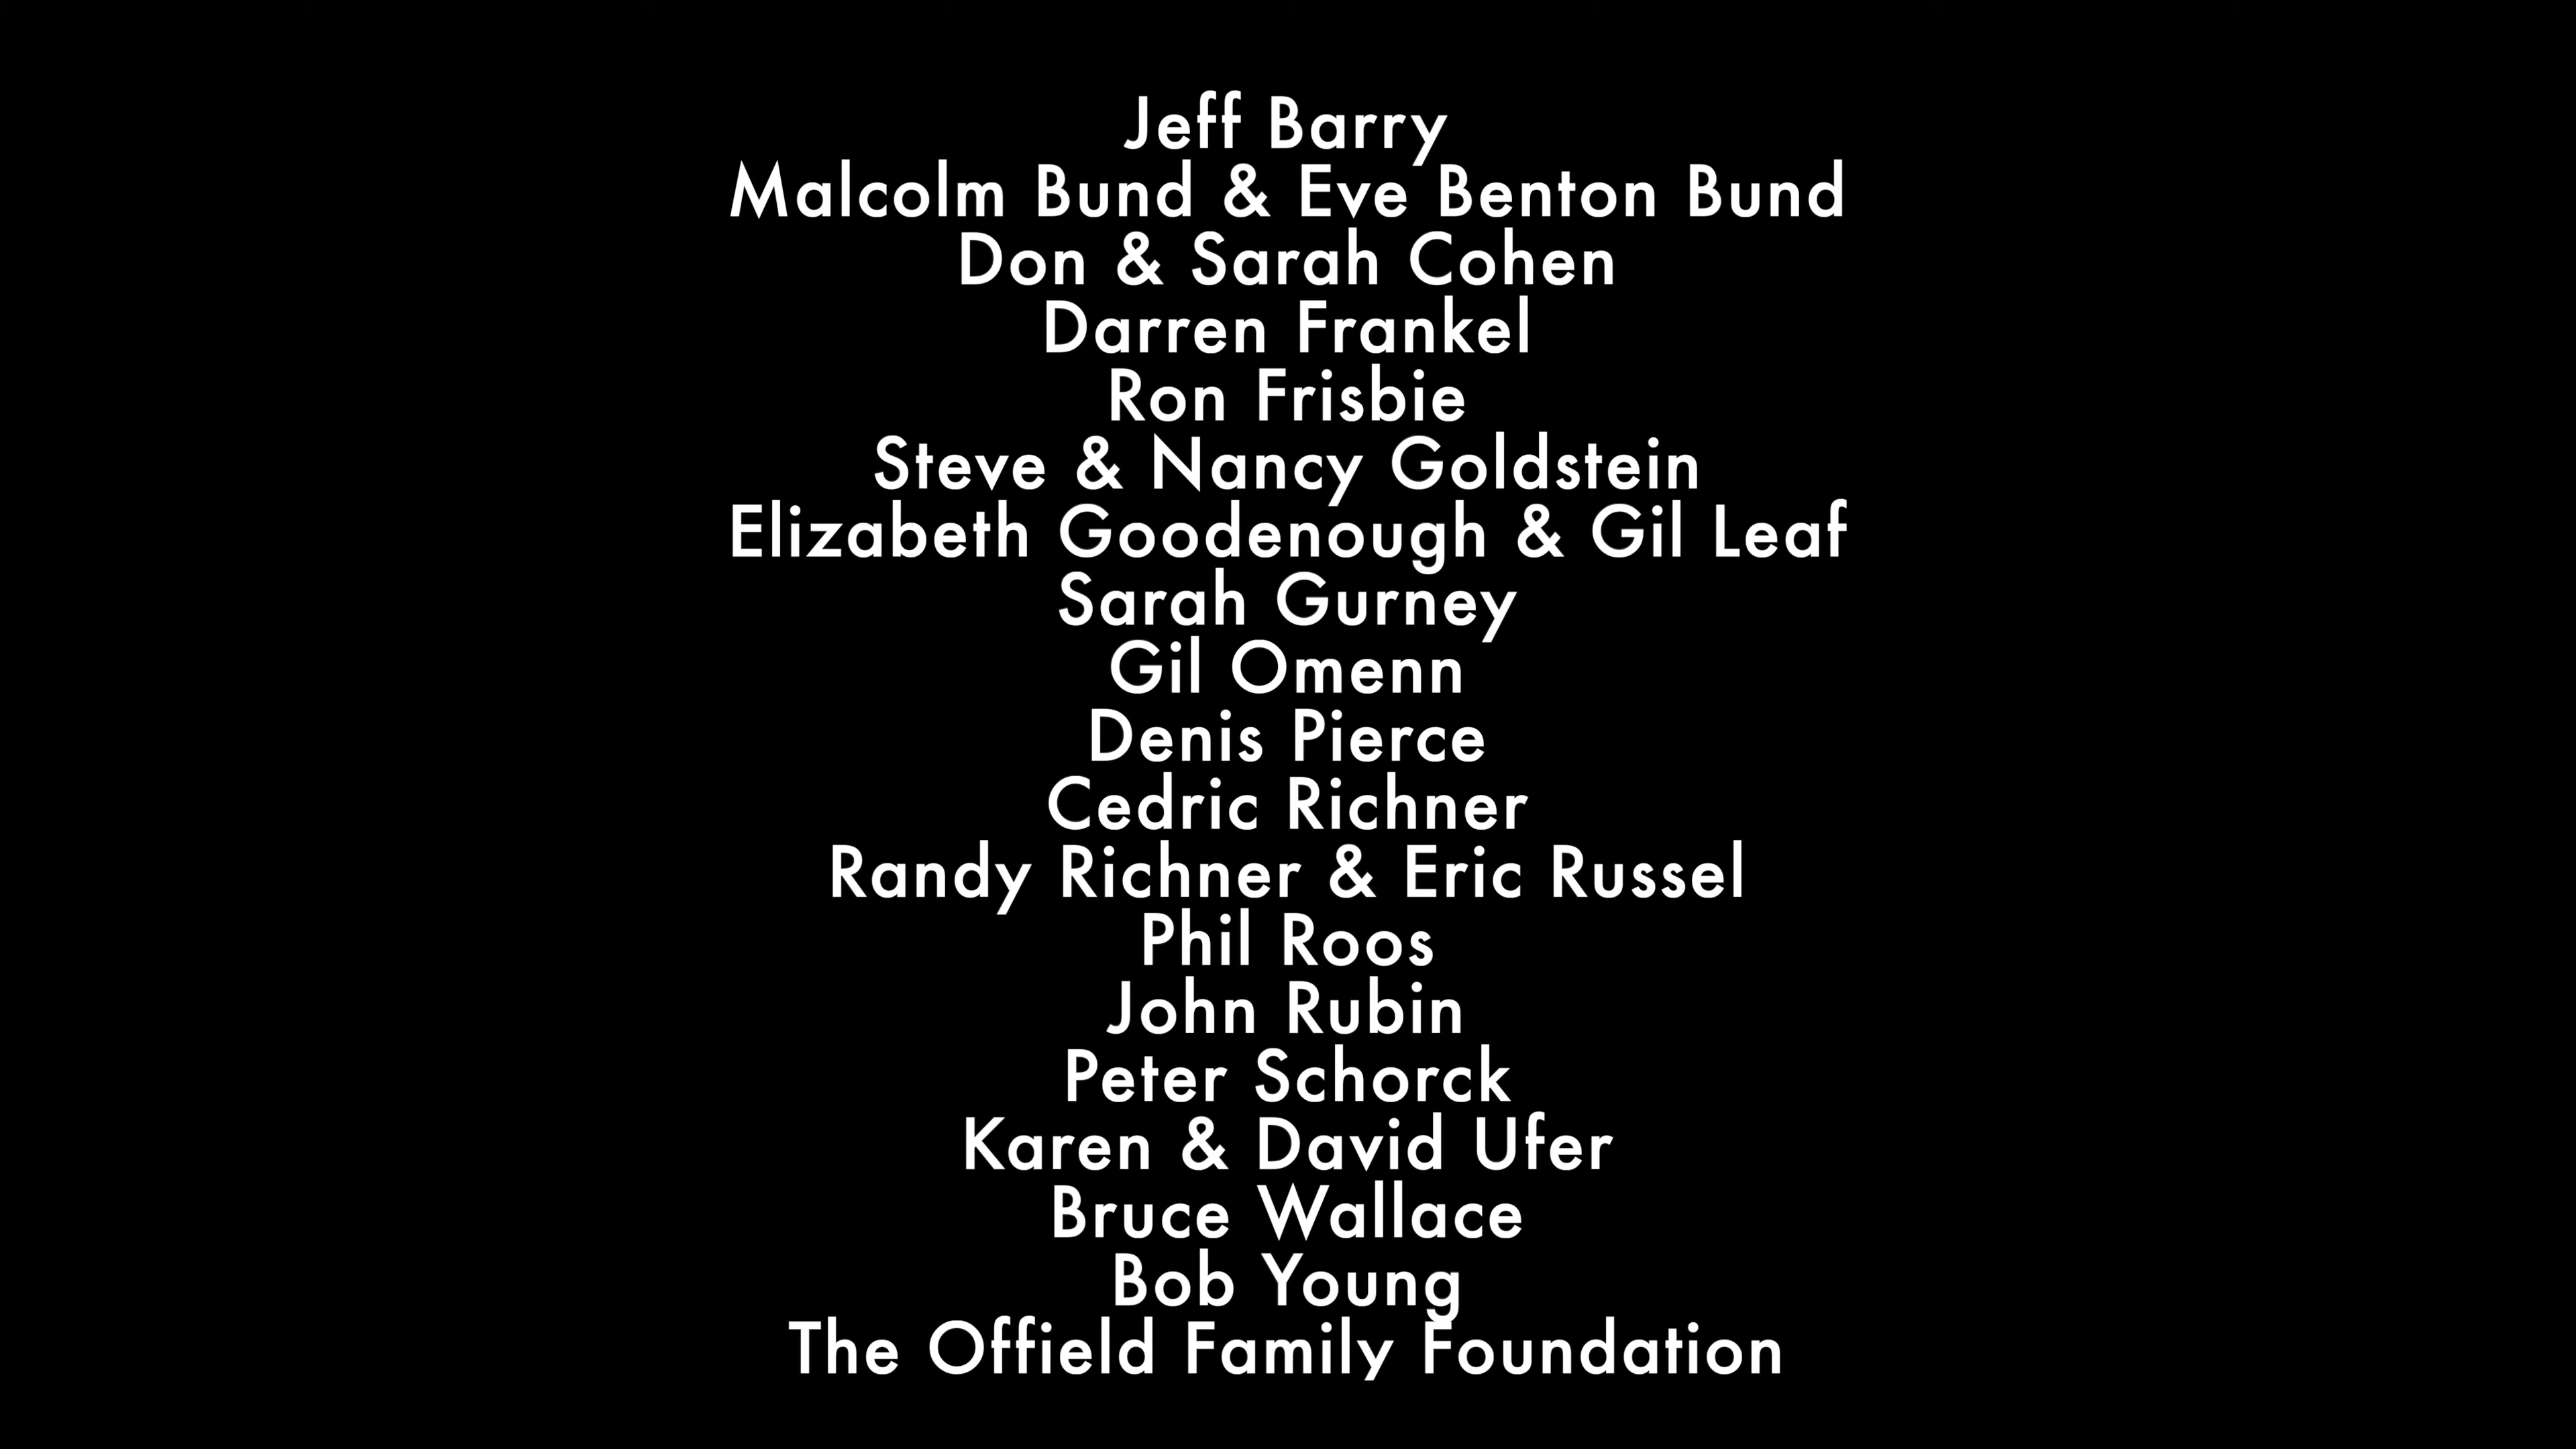 Jeff Barry
Malcolm Bund & Eve Benton Bund
Don & Sarah Cohen
Darren Frankel
Ron Frisbie
Steve & Nancy Goldstein
Elizabeth Goodenough & Gil Leaf
Sarah Gurney
Gil Omenn
Denis Pierce
Cedric Richner
Randy Richner & Eric Russel
Phil Roos
John Rubin
Peter Schorck
Karen & David Ufer
Bruce Wallace
Bob Young
The Offield Family Foundation